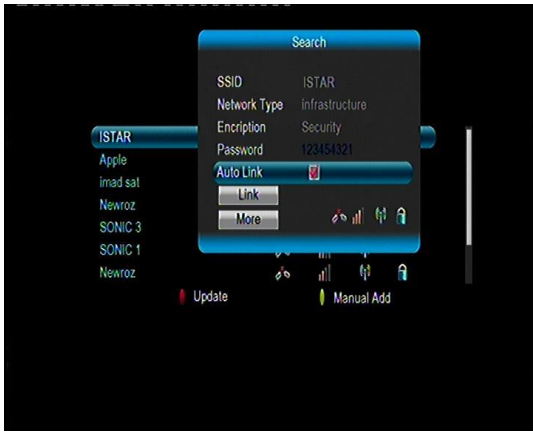 Search
SSID ISTAR
Network Type infrastructure
Encription Security
Password 123454321
Auto Link
Link
More
ISTAR
Apple
imad sat
Newroz
SONIC 3
SONIC 1
Newroz
Update Manual Add